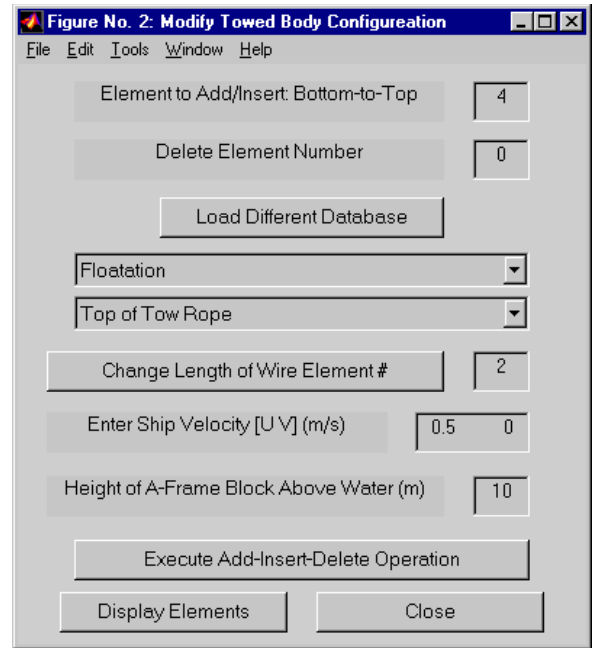 Figure No. 2: Modify Towed Body Configureation
File Edit Tools Window Help
Element to Add/Insert: Bottom-to-Top 4
Delete Element Number 0
Load Different Database
Floatation
Top of Tow Rope
Change Length of Wire Element # 2
Enter Ship Velocity [U V] (m/s) 0.5 0
Height of A-Frame Block Above Water (m) 10
Execute Add-Insert-Delete Operation
Display Elements Close